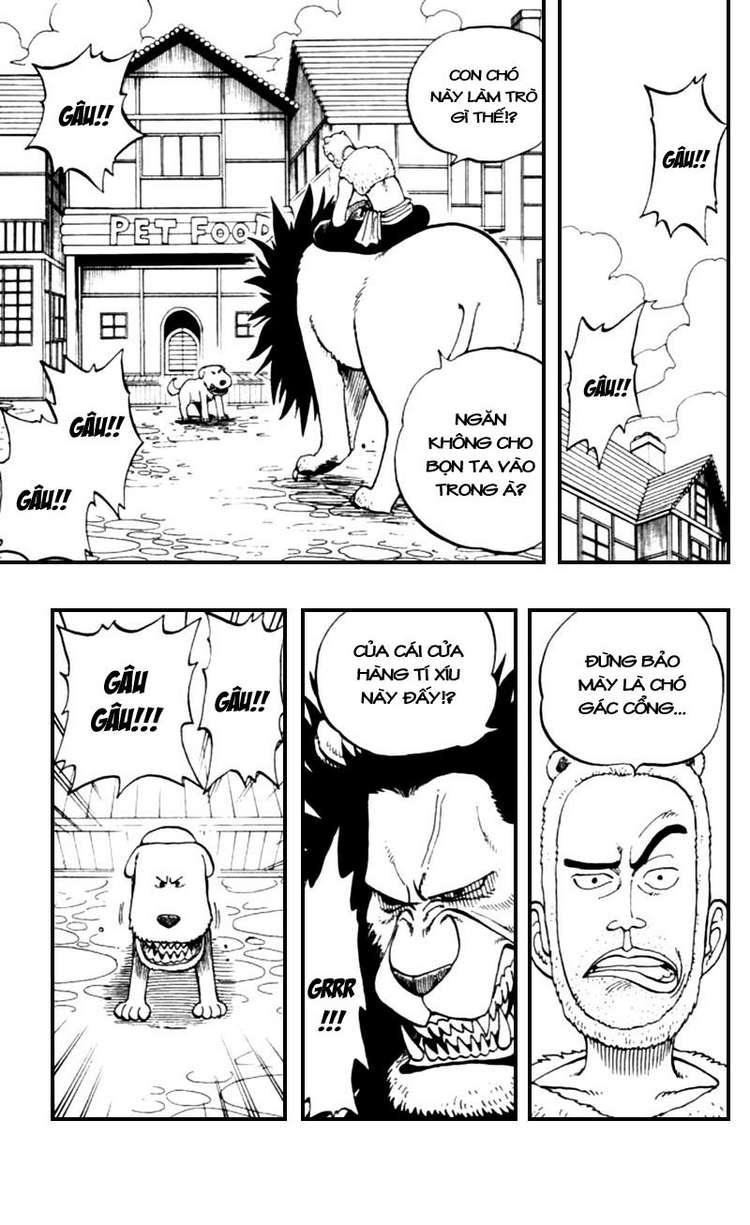 GÂU!!
GÂU!!
CON CHÓ
NÀY LÀM TRÒ
GÌ THẾ!?
GÂU!!
PET FOOD
NGĂN
KHÔNG CHO
BỌN TA VÀO
TRONG À?
GÂU!!
GÂU!!
ĐỪNG BẢO
MÀY LÀ CHÓ
GÁC CỔNG...
CỦA CÁI CỬA
HÀNG TÍ XÍU
NÀY ĐẤY!?
GRRR
!!!
GÂU!!
GÂU
GÂU!!!